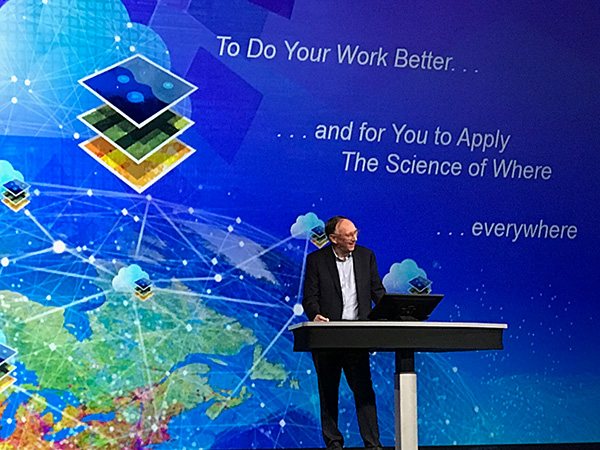 To Do Your Work Better. . .
. . . and for You to Apply
The Science of Where
. . . everywhere